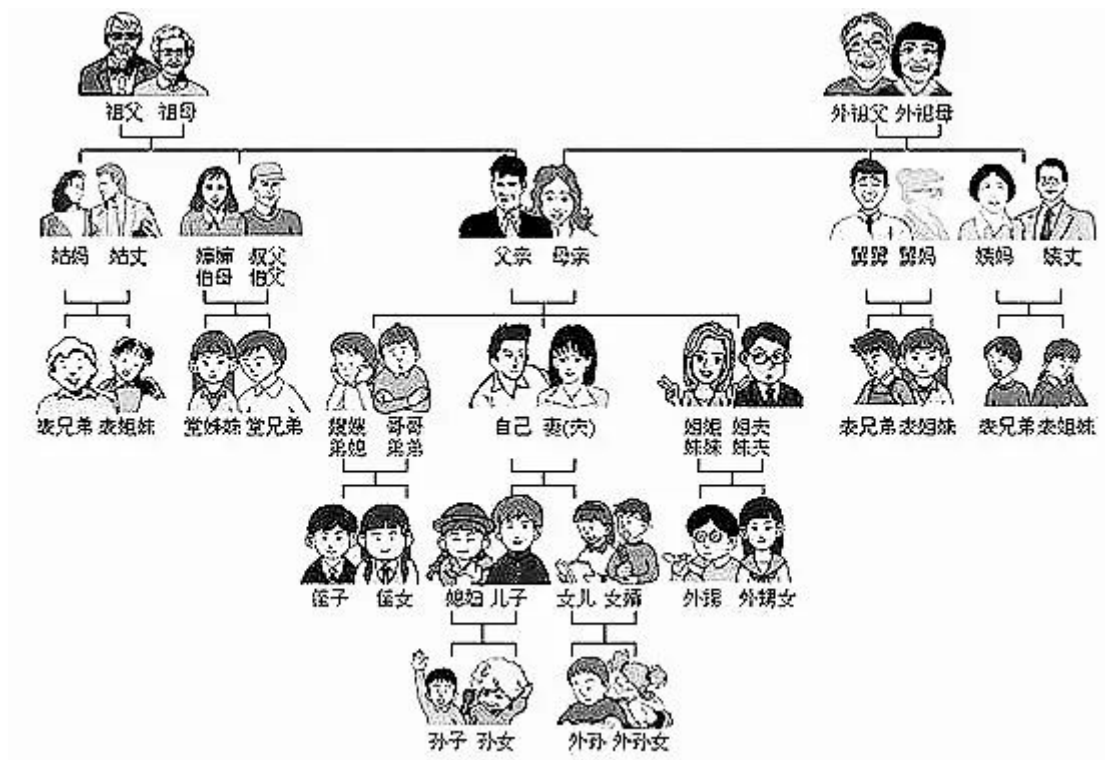 祖父 祖母 外祖父 外祖母
姑妈 姑丈 婶婶 叔父 父亲 母亲 舅舅 舅妈 姨妈 姨丈
伯母 伯父
表兄弟 表姐妹 堂姊妹 堂兄弟 嫂嫂 哥哥 自己 妻(夫) 姐姐 姐夫 表兄弟 表姐妹 表兄弟 表姐妹
弟媳 弟弟 妹妹 妹夫
侄子 侄女 媳妇 儿子 女儿 女婿 外甥 外甥女
孙子 孙女 外孙 外孙女